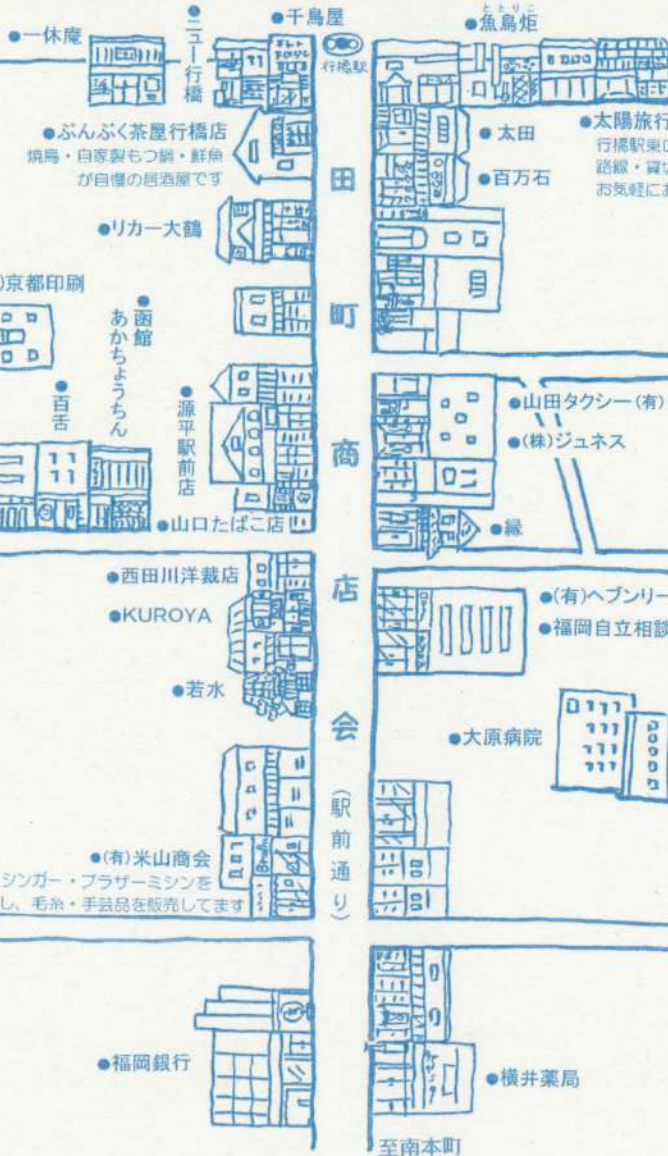 ●千鳥屋
行橋駅
ととりこ
●魚鳥炬
●一休庵
●ニュー行橋
●ぶんぶく茶屋行橋店
焼鳥・自家製もつ鍋・鮮魚
が自慢の居酒屋です
●太田
●百万石
●太陽旅行
行橋駅東
路線・貸
お気軽に
●リカー大鶴
)京都印刷
●函館
あかちょうちん
●百舌
●源平駅前店
●山口たばこ店
●山田タクシー(有)
●(株)ジュネス
●縁
田町商店会(駅前通り)
●西田川洋裁店
●KUROYA
●若水
●(有)ヘブンリー
●福岡自立相談
●大原病院
●(有)米山商会
シンガー・ブラザーミシンを
し、毛糸・手芸品を販売してます
●福岡銀行
●横井薬局
至南本町